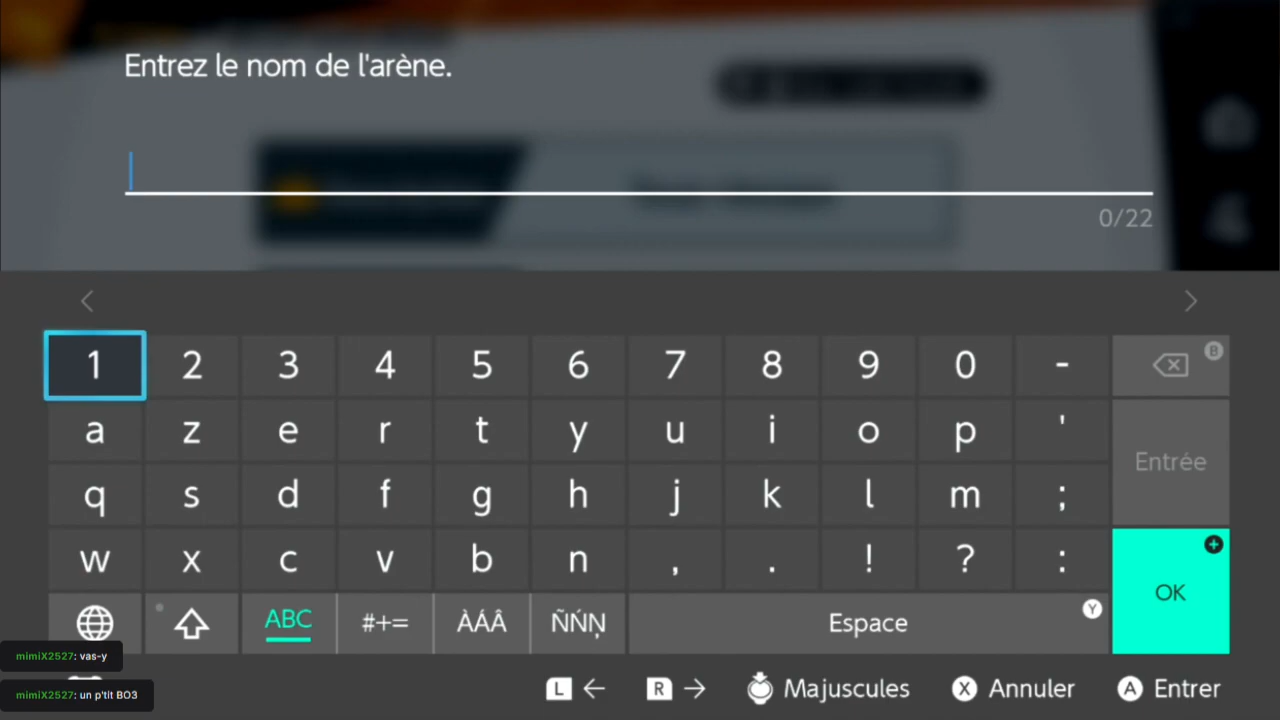 Entrez le nom de l'arène.
0/22
1 2 3 4 5 6 7 8 9 0 - B
a z e r t y u i o p '
Entrée
q s d f g h j k l m ;
w x c v b n , . ! ? :
OK
ABC #+= ÀÁÂ ÑŃŅ Espace Y
mimiX2527: vas-y
mimiX2527: un p'tit BO3
L ← R → Majuscules X Annuler A Entrer